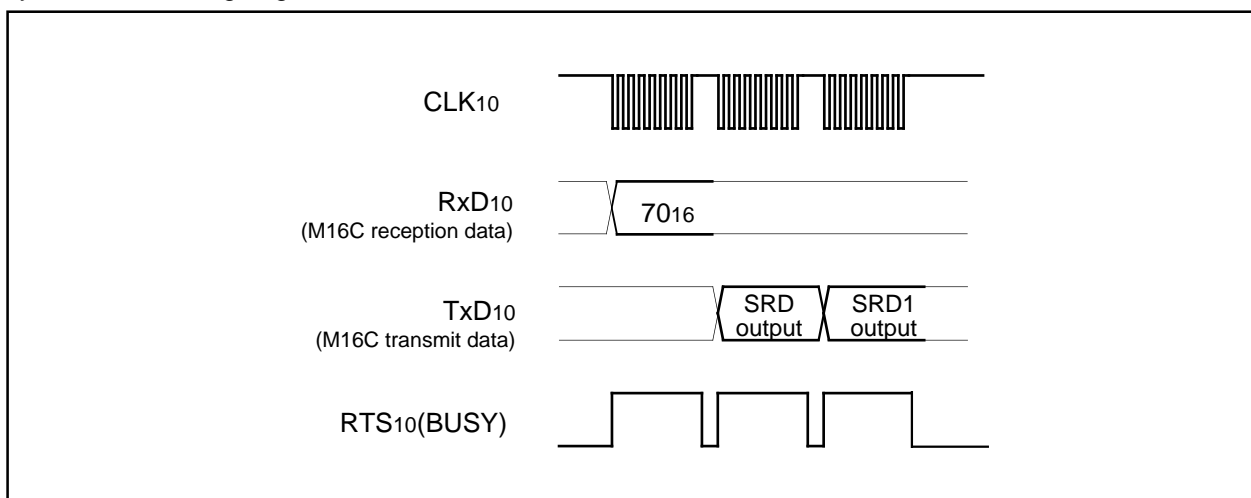 CLK10
RxD10
(M16C reception data)
7016
TxD10
(M16C transmit data)
SRD
output
SRD1
output
RTS10(BUSY)